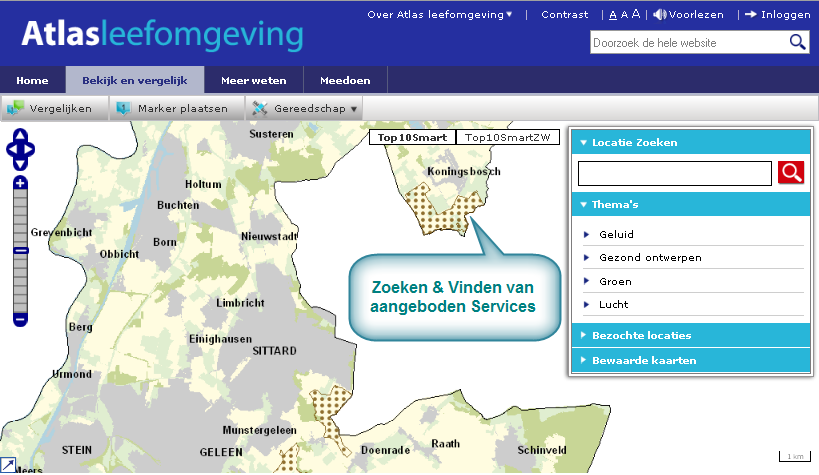 Over Atlas leefomgeving ▾ | Contrast | A A A | Voorlezen | → Inloggen
Atlasleefomgeving
Doorzoek de hele website
Home Bekijk en vergelijk Meer weten Meedoen
Vergelijken Marker plaatsen Gereedschap ▾
Top10Smart Top10SmartZW
Susteren
Koningsbosch
Holtum
Buchten
Grevenbicht
Born
Nieuwstadt
Obbicht
Limbricht
Berg
Einighausen
SITTARD
Urmond
Munstergeleen
STEIN
GELEEN
Doenrade
Raath
Schinveld
Meers
Zoeken & Vinden van
aangeboden Services
Locatie Zoeken
Thema's
Geluid
Gezond ontwerpen
Groen
Lucht
Bezochte locaties
Bewaarde kaarten
1 km